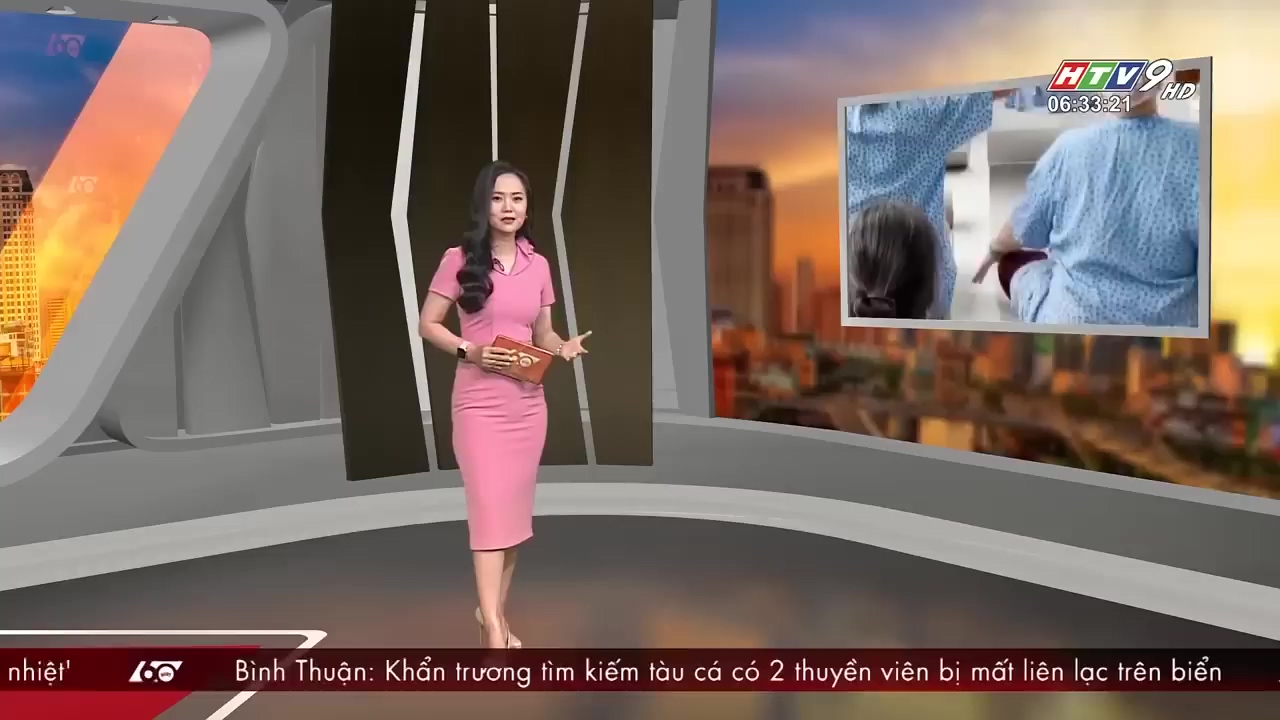 HTV9 HD
06:33:21
nhiệt' 60 Bình Thuận: Khẩn trương tìm kiếm tàu cá có 2 thuyền viên bị mất liên lạc trên biển